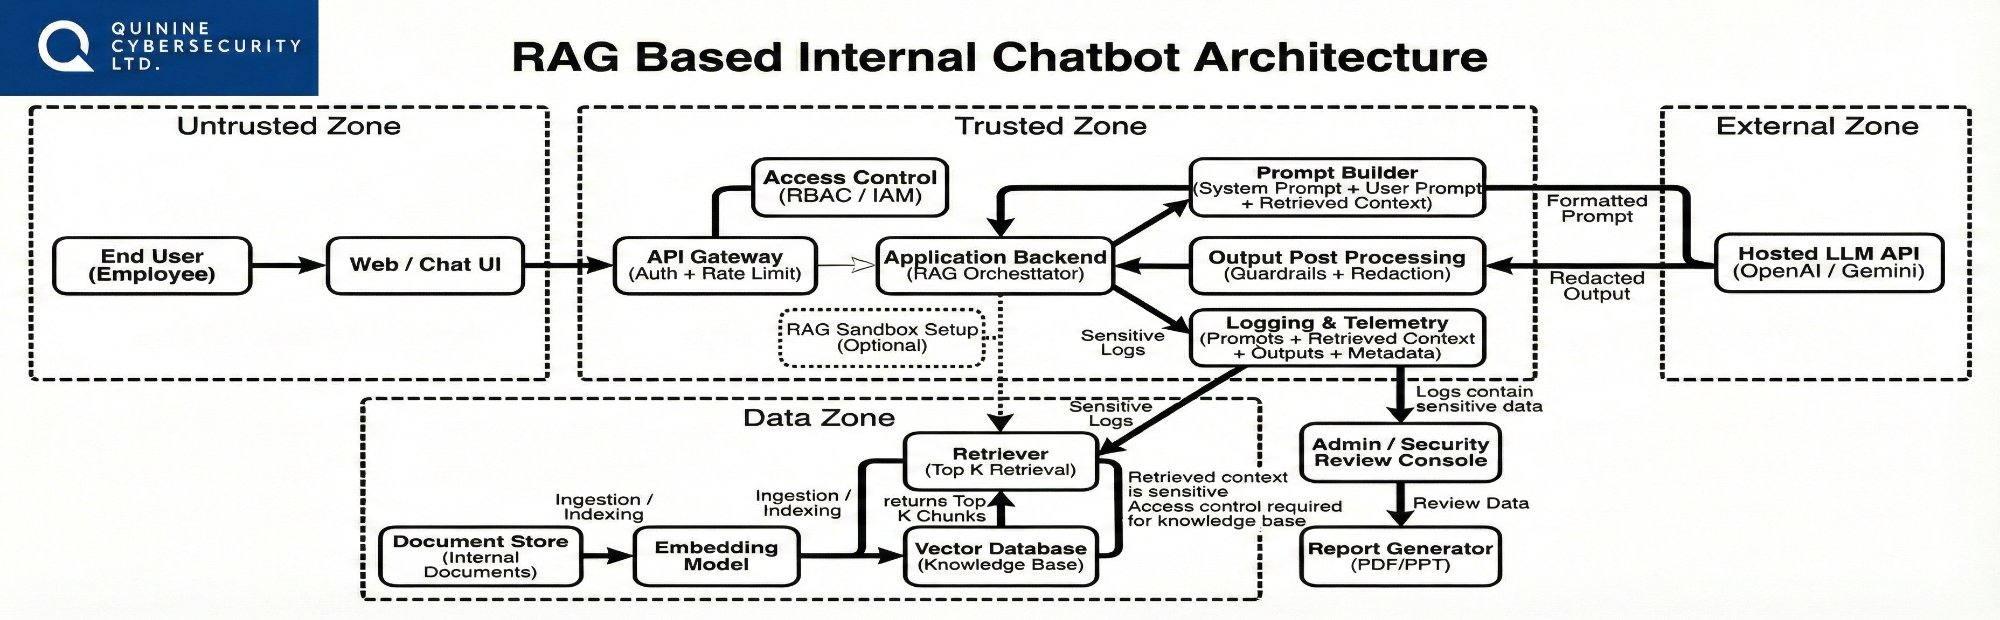 QUININE
CYBERSECURITY
LTD.
RAG Based Internal Chatbot Architecture
Untrusted Zone
Trusted Zone
External Zone
Access Control
(RBAC / IAM)
Prompt Builder
(System Prompt + User Prompt
+ Retrieved Context)
Formatted
Prompt
End User
(Employee)
Web / Chat UI
API Gateway
(Auth + Rate Limit)
Application Backend
(RAG Orchesttator)
Output Post Processing
(Guardrails + Redaction)
Redacted
Output
Hosted LLM API
(OpenAI / Gemini)
RAG Sandbox Setup
(Optional)
Sensitive
Logs
Logging & Telemetry
(Promots + Retrieved Context
+ Outputs + Metadata)
Logs contain
sensitive data
Data Zone
Sensitive
Logs
Retriever
(Top K Retrieval)
Admin / Security
Review Console
Ingestion /
Indexing
Ingestion /
Indexing
returns Top
K Chunks
Retrieved context
is sensitive
Access control required
for knowledge base
Review Data
Document Store
(Internal
Documents)
Embedding
Model
Vector Database
(Knowledge Base)
Report Generator
(PDF/PPT)